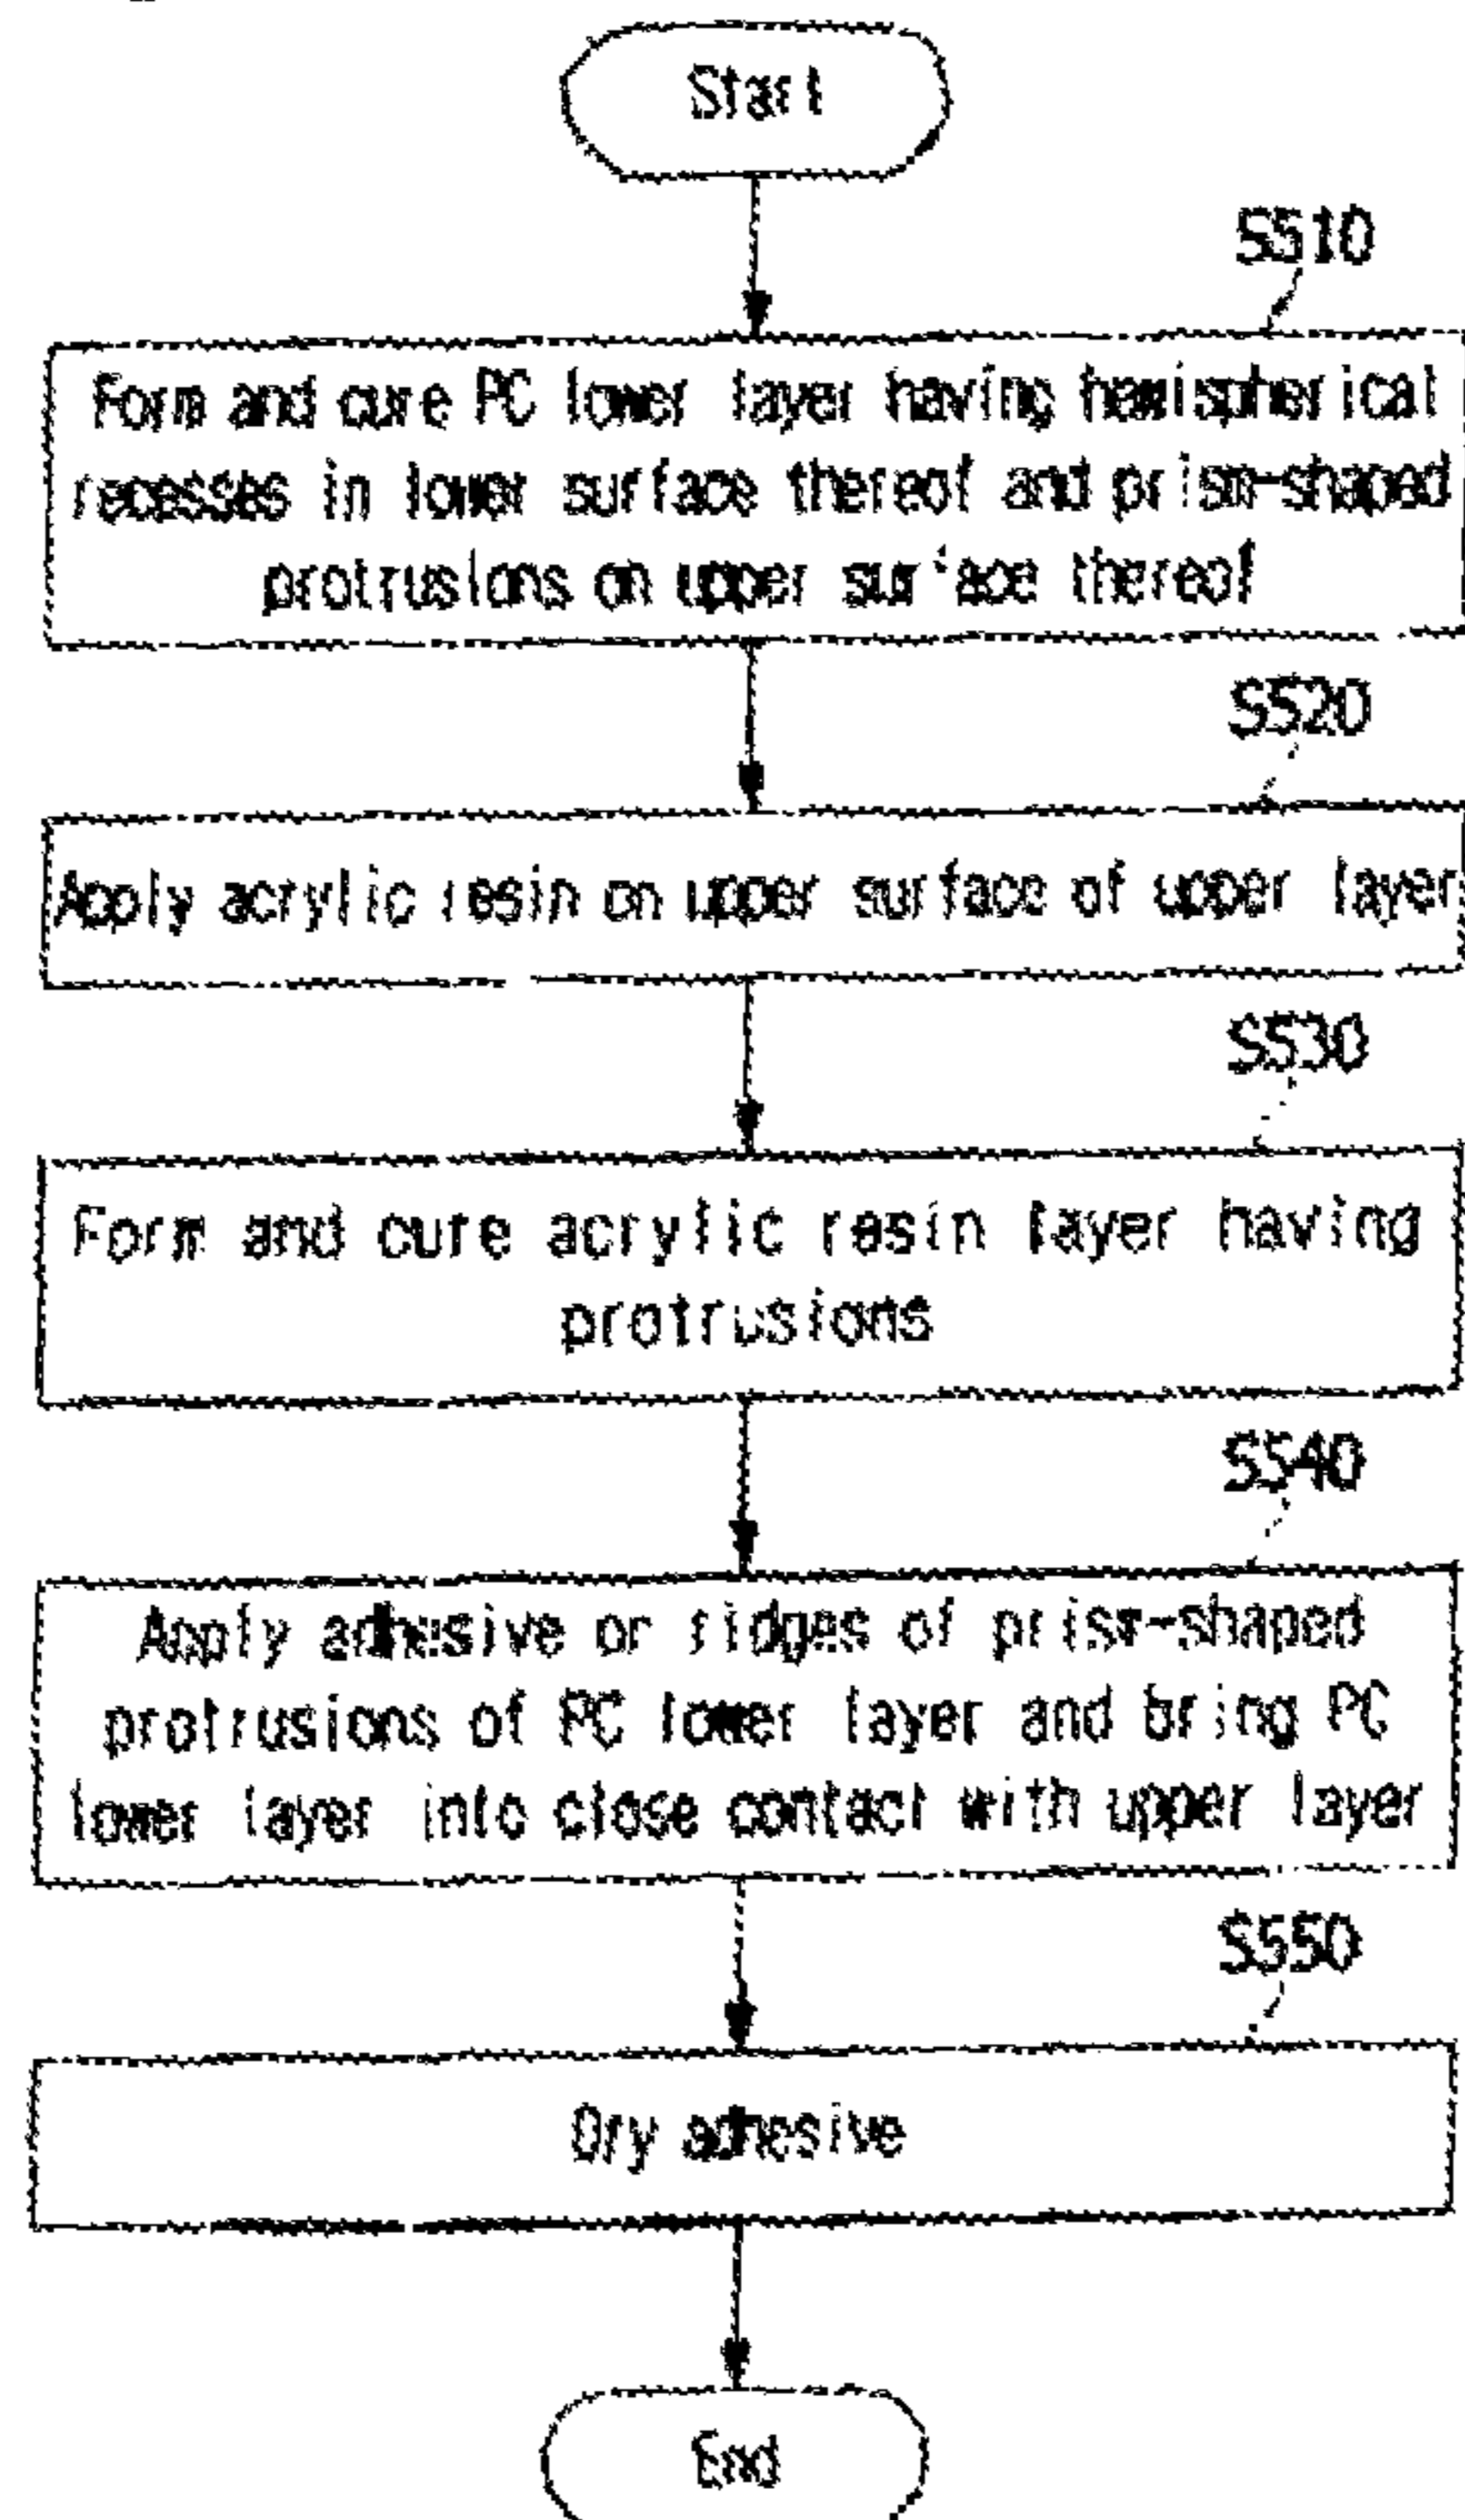 Start
S510
Form and cure PC lower layer having hemispherical
recesses in lower surface thereof and prism-shaped
protrusions on upper surface thereof
S520
Apply acrylic resin on upper surface of upper layer
S530
Form and cure acrylic resin layer having
protrusions
S540
Apply adhesive on ridges of prism-shaped
protrusions of PC lower layer and bring PC
lower layer into close contact with upper layer
S550
Dry adhesive
End